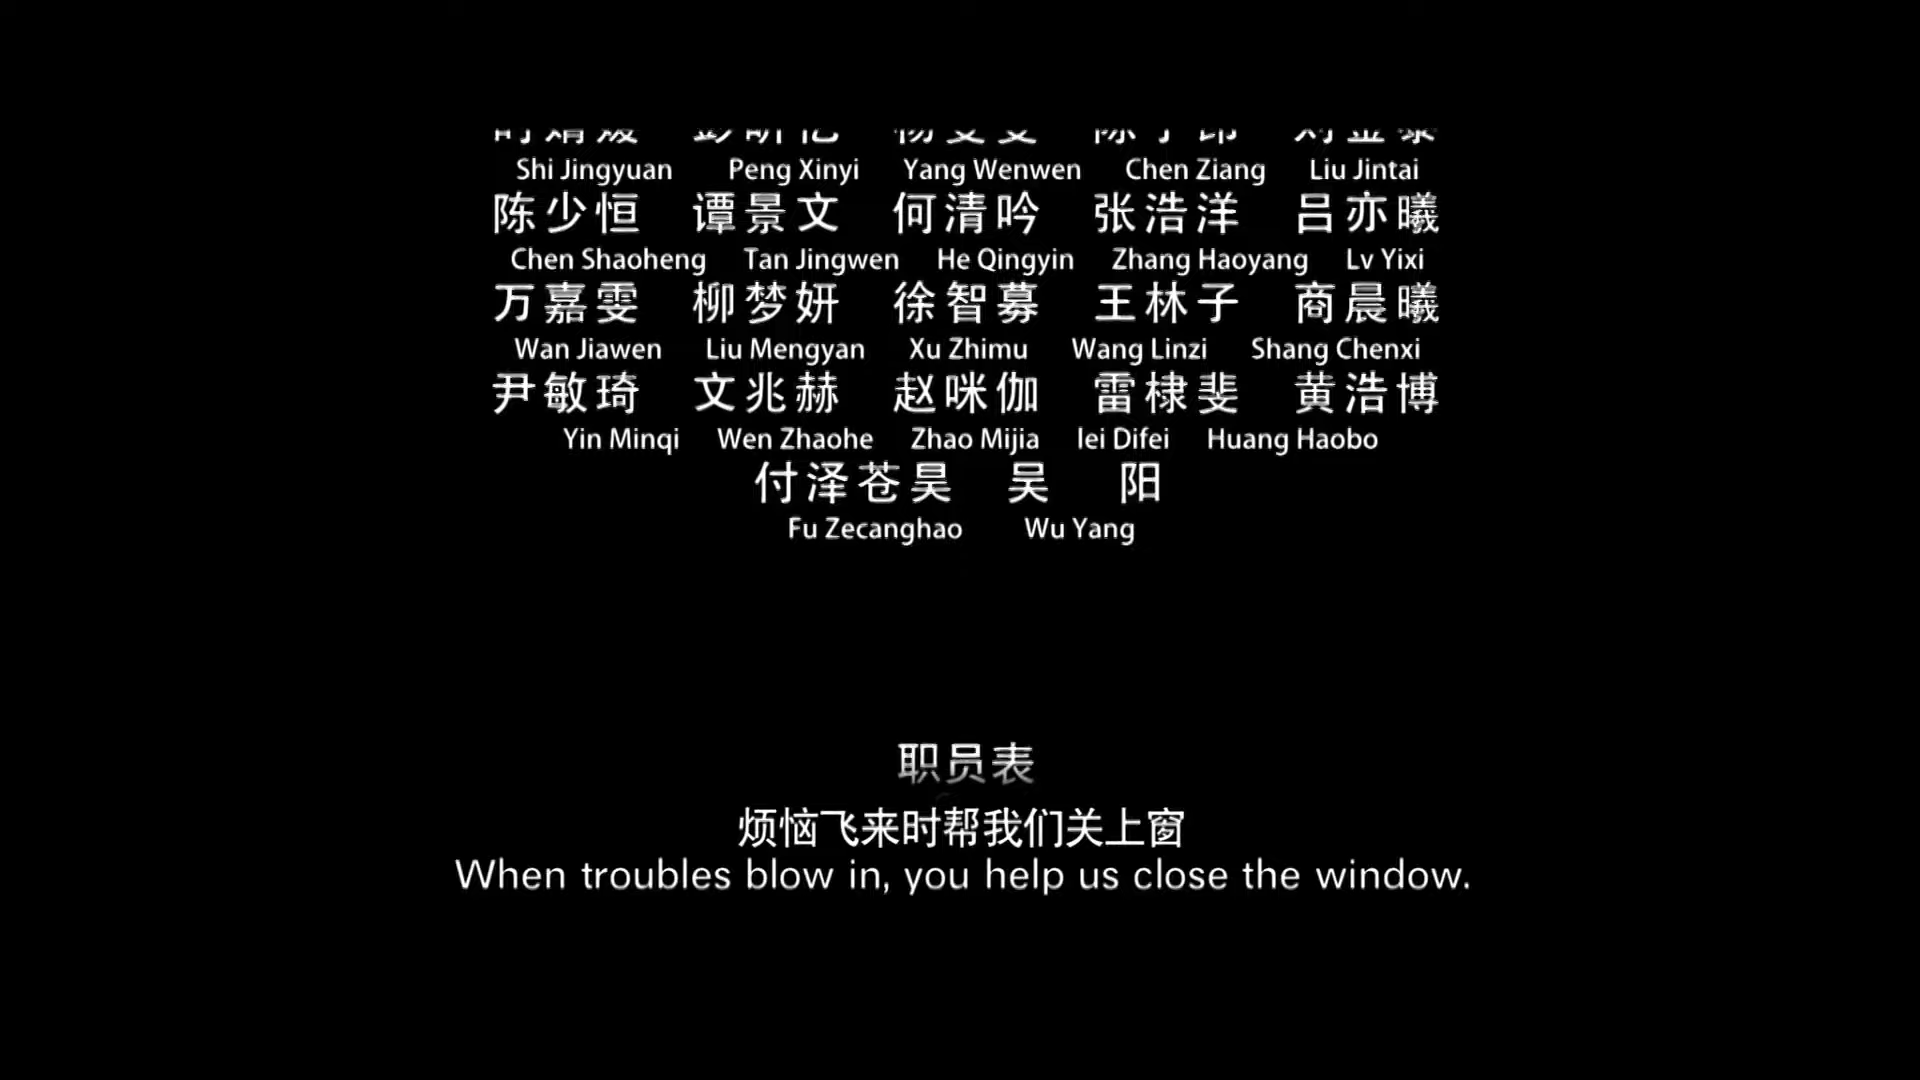 Shi Jingyuan Peng Xinyi Yang Wenwen Chen Ziang Liu Jintai
陈少恒 谭景文 何清吟 张浩洋 吕亦曦
Chen Shaoheng Tan Jingwen He Qingyin Zhang Haoyang Lv Yixi
万嘉雯 柳梦妍 徐智募 王林子 商晨曦
Wan Jiawen Liu Mengyan Xu Zhimu Wang Linzi Shang Chenxi
尹敏琦 文兆赫 赵咪伽 雷棣斐 黄浩博
Yin Minqi Wen Zhaohe Zhao Mijia lei Difei Huang Haobo
付泽苍昊 吴 阳
Fu Zecanghao Wu Yang
职员表
烦恼飞来时帮我们关上窗
When troubles blow in, you help us close the window.